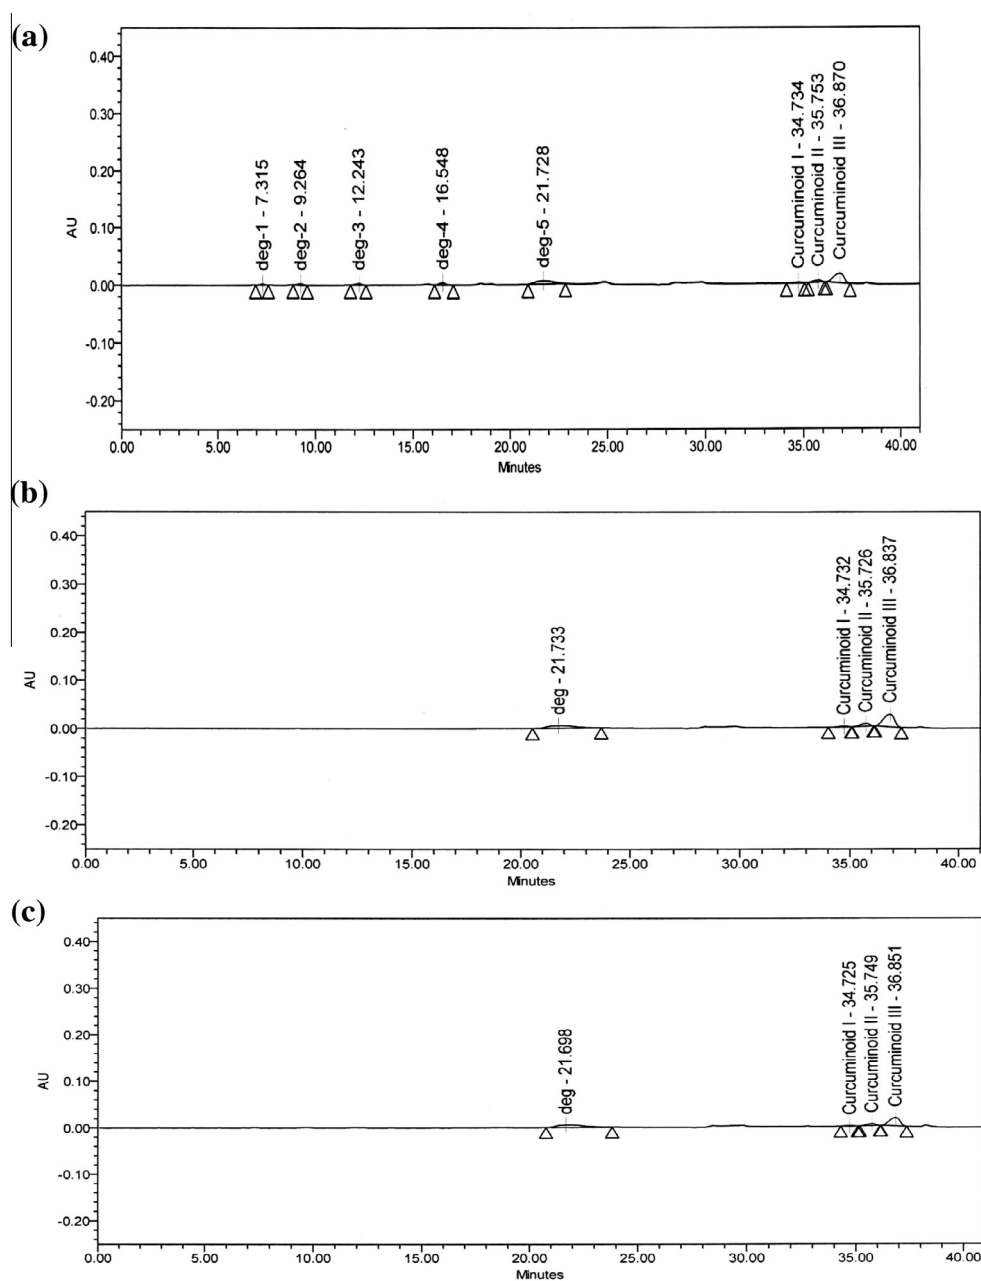 (a)
0.40
0.30
0.20
0.10
0.00
-0.10
-0.20
AU
deg-1 - 7.315
deg-2 - 9.264
deg-3 - 12.243
deg-4 - 16.548
deg-5 - 21.728
Curcuminoid I - 34.734
Curcuminoid II - 35.753
Curcuminoid III - 36.870
0.00 5.00 10.00 15.00 20.00 25.00 30.00 35.00 40.00
Minutes
(b)
0.40
0.30
0.20
0.10
0.00
-0.10
-0.20
AU
deg - 21.733
Curcuminoid I - 34.732
Curcuminoid II - 35.726
Curcuminoid III - 36.837
0.00 5.00 10.00 15.00 20.00 25.00 30.00 35.00 40.00
Minutes
(c)
0.40
0.30
0.20
0.10
0.00
-0.10
-0.20
AU
deg - 21.698
Curcuminoid I - 34.725
Curcuminoid II - 35.749
Curcuminoid III - 36.851
0.00 5.00 10.00 15.00 20.00 25.00 30.00 35.00 40.00
Minutes